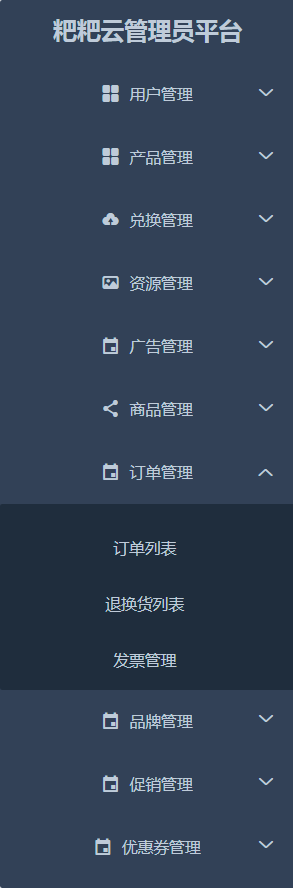 粑粑云管理员平台
用户管理
产品管理
兑换管理
资源管理
广告管理
商品管理
订单管理
订单列表
退换货列表
发票管理
品牌管理
促销管理
优惠券管理